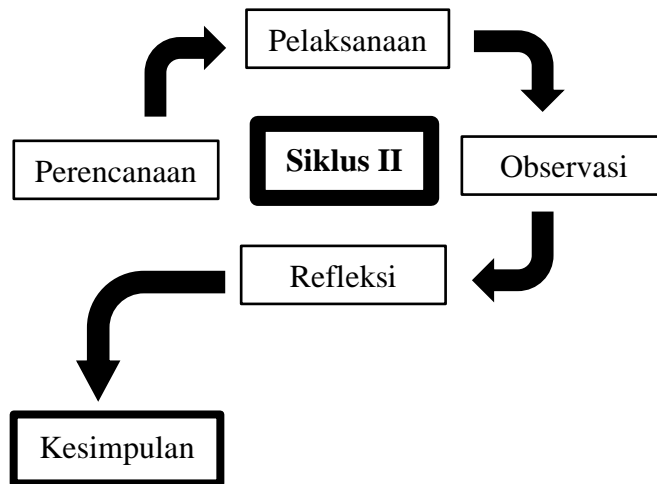 Pelaksanaan
Perencanaan
Siklus II
Observasi
Refleksi
Kesimpulan